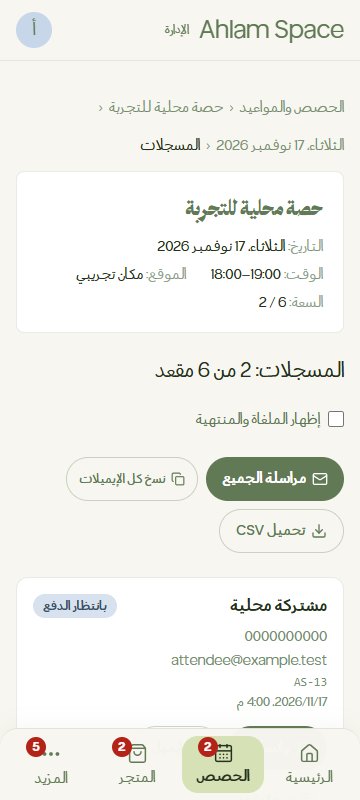 Ahlam Space الإدارة
أ
الحصص والمواعيد › حصة محلية للتجربة ›
الثلاثاء، 17 نوفمبر 2026 › المسجلات
حصة محلية للتجربة
التاريخ: الثلاثاء، 17 نوفمبر 2026
الوقت: 18:00–19:00 الموقع: مكان تجريبي
السعة: 6 / 2
المسجلات: 2 من 6 مقعد
إظهار الملغاة والمنتهية
مراسلة الجميع
نسخ كل الإيميلات
تحميل CSV
مشتركة محلية
بانتظار الدفع
0000000000
attendee@example.test
AS-13
2026/11/17، 4:00 م
الرئيسية
2
الحصص
2
المتجر
5
المزيد